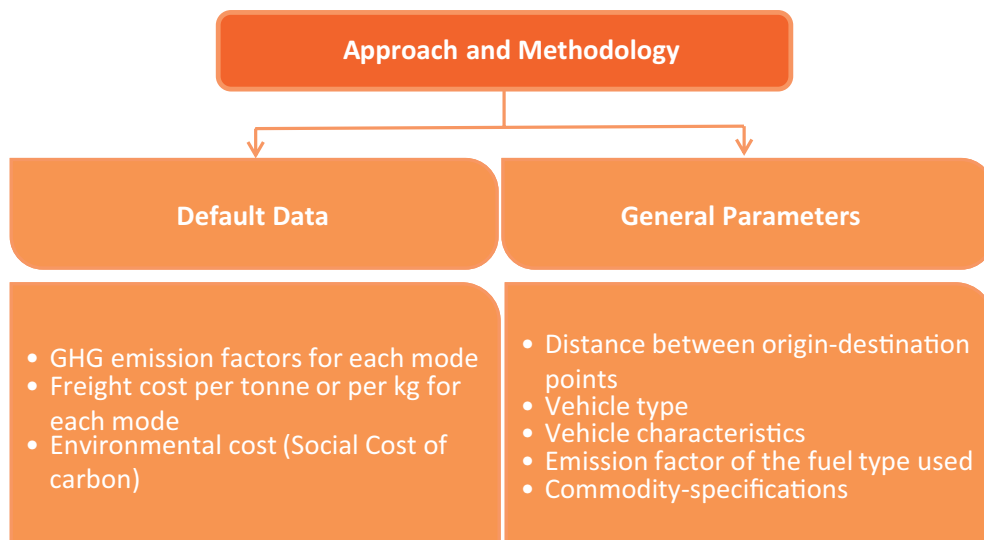 Approach and Methodology
Default Data
General Parameters
• GHG emission factors for each mode
• Freight cost per tonne or per kg for
each mode
• Environmental cost (Social Cost of
carbon)
• Distance between origin-destination
points
• Vehicle type
• Vehicle characteristics
• Emission factor of the fuel type used
• Commodity-specifications